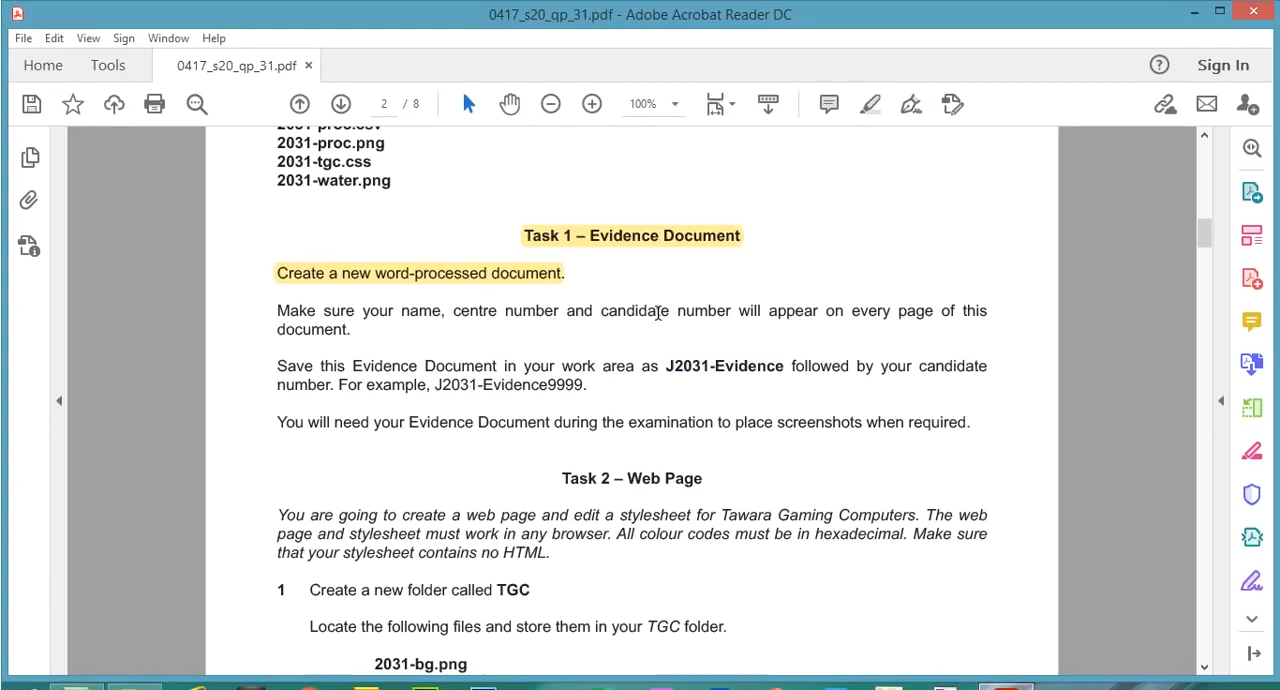 0417_s20_qp_31.pdf - Adobe Acrobat Reader DC
File Edit View Sign Window Help
Home Tools 0417_s20_qp_31.pdf ×
? Sign In
2 / 8 100%
2031-proc.csv
2031-proc.png
2031-tgc.css
2031-water.png
Task 1 – Evidence Document
Create a new word-processed document.
Make sure your name, centre number and candidate number will appear on every page of this
document.
Save this Evidence Document in your work area as J2031-Evidence followed by your candidate
number. For example, J2031-Evidence9999.
You will need your Evidence Document during the examination to place screenshots when required.
Task 2 – Web Page
You are going to create a web page and edit a stylesheet for Tawara Gaming Computers. The web
page and stylesheet must work in any browser. All colour codes must be in hexadecimal. Make sure
that your stylesheet contains no HTML.
1 Create a new folder called TGC
Locate the following files and store them in your TGC folder.
2031-bg.png